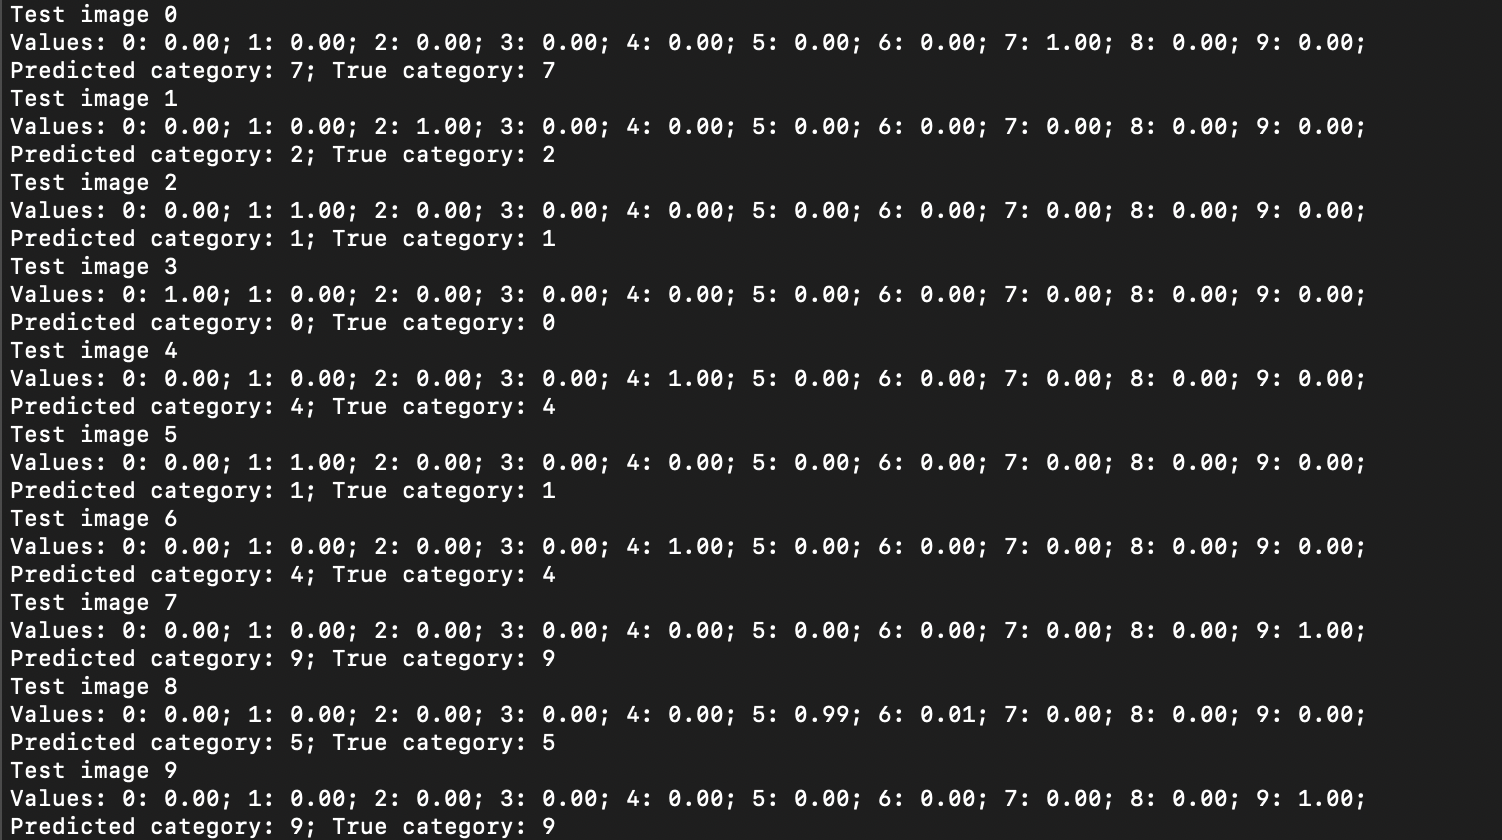 Test image 0
Values: 0: 0.00; 1: 0.00; 2: 0.00; 3: 0.00; 4: 0.00; 5: 0.00; 6: 0.00; 7: 1.00; 8: 0.00; 9: 0.00;
Predicted category: 7; True category: 7
Test image 1
Values: 0: 0.00; 1: 0.00; 2: 1.00; 3: 0.00; 4: 0.00; 5: 0.00; 6: 0.00; 7: 0.00; 8: 0.00; 9: 0.00;
Predicted category: 2; True category: 2
Test image 2
Values: 0: 0.00; 1: 1.00; 2: 0.00; 3: 0.00; 4: 0.00; 5: 0.00; 6: 0.00; 7: 0.00; 8: 0.00; 9: 0.00;
Predicted category: 1; True category: 1
Test image 3
Values: 0: 1.00; 1: 0.00; 2: 0.00; 3: 0.00; 4: 0.00; 5: 0.00; 6: 0.00; 7: 0.00; 8: 0.00; 9: 0.00;
Predicted category: 0; True category: 0
Test image 4
Values: 0: 0.00; 1: 0.00; 2: 0.00; 3: 0.00; 4: 1.00; 5: 0.00; 6: 0.00; 7: 0.00; 8: 0.00; 9: 0.00;
Predicted category: 4; True category: 4
Test image 5
Values: 0: 0.00; 1: 1.00; 2: 0.00; 3: 0.00; 4: 0.00; 5: 0.00; 6: 0.00; 7: 0.00; 8: 0.00; 9: 0.00;
Predicted category: 1; True category: 1
Test image 6
Values: 0: 0.00; 1: 0.00; 2: 0.00; 3: 0.00; 4: 1.00; 5: 0.00; 6: 0.00; 7: 0.00; 8: 0.00; 9: 0.00;
Predicted category: 4; True category: 4
Test image 7
Values: 0: 0.00; 1: 0.00; 2: 0.00; 3: 0.00; 4: 0.00; 5: 0.00; 6: 0.00; 7: 0.00; 8: 0.00; 9: 1.00;
Predicted category: 9; True category: 9
Test image 8
Values: 0: 0.00; 1: 0.00; 2: 0.00; 3: 0.00; 4: 0.00; 5: 0.99; 6: 0.01; 7: 0.00; 8: 0.00; 9: 0.00;
Predicted category: 5; True category: 5
Test image 9
Values: 0: 0.00; 1: 0.00; 2: 0.00; 3: 0.00; 4: 0.00; 5: 0.00; 6: 0.00; 7: 0.00; 8: 0.00; 9: 1.00;
Predicted category: 9; True category: 9